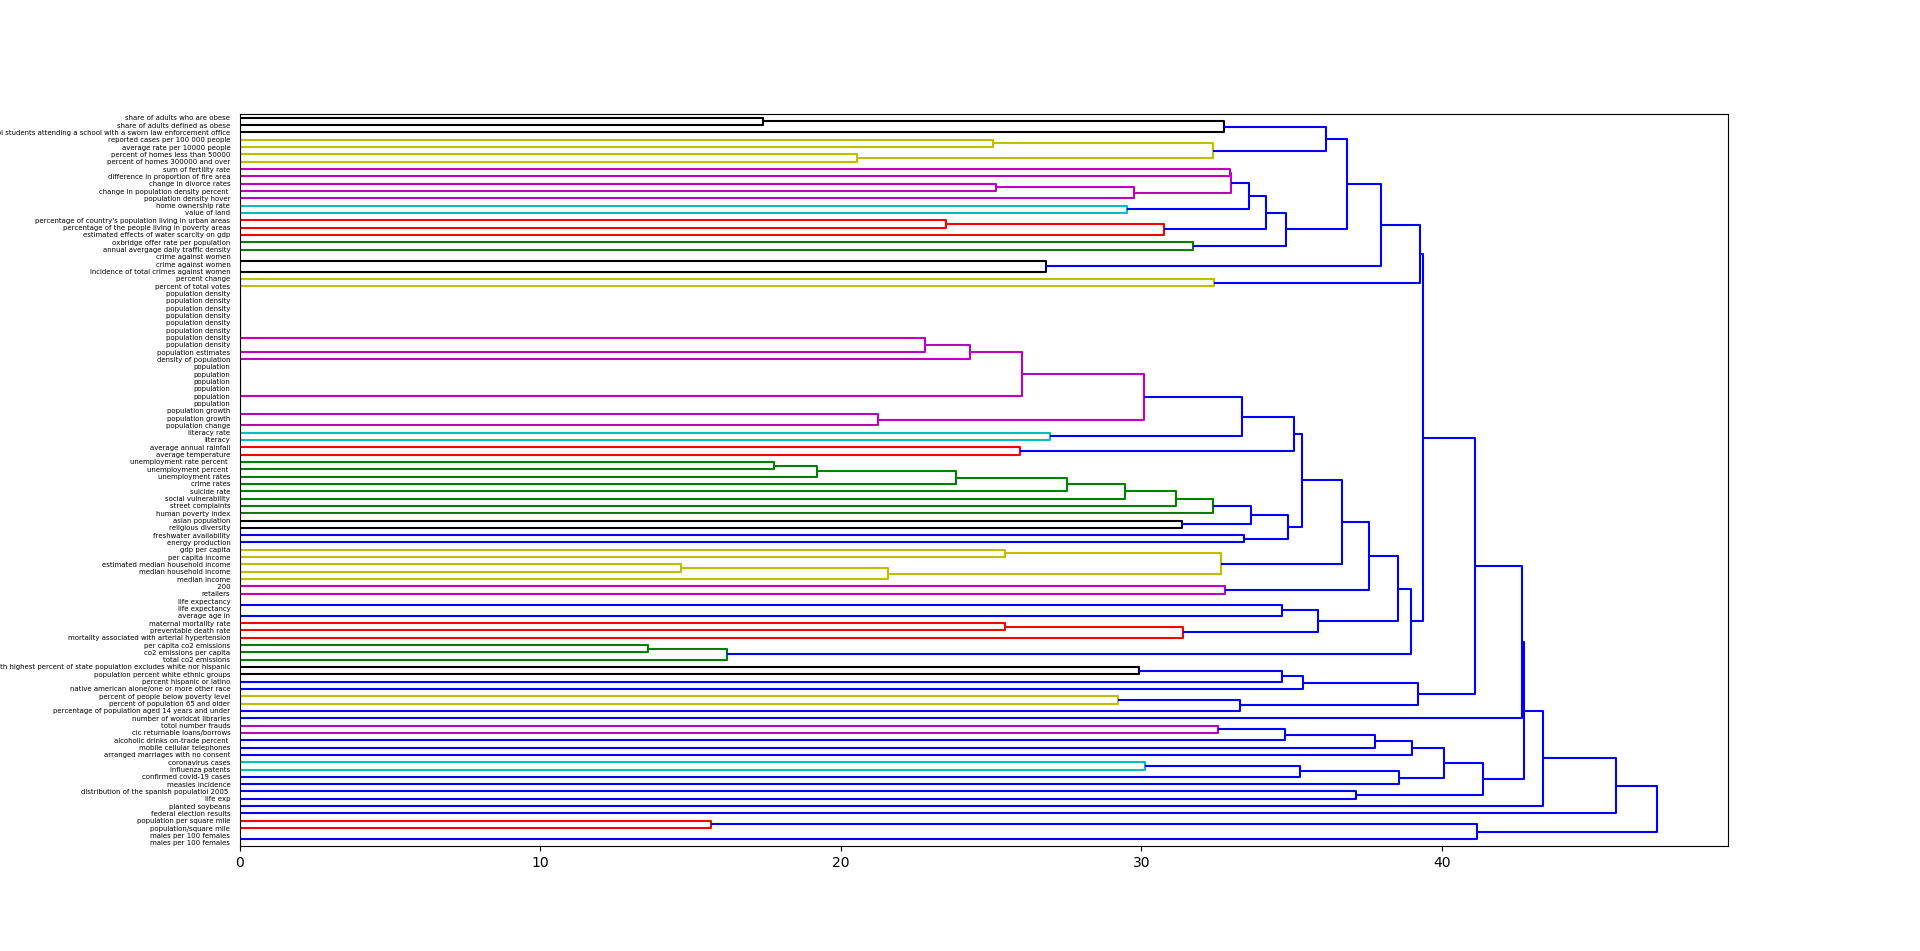 share of adults who are obese
share of adults defined as obese
l students attending a school with a sworn law enforcement office
reported cases per 100 000 people
average rate per 10000 people
percent of homes less than 50000
percent of homes 300000 and over
sum of fertility rate
difference in proportion of fire area
change in divorce rates
change in population density percent
population density hover
home ownership rate
value of land
percentage of country's population living in urban areas
percentage of the people living in poverty areas
estimated effects of water scarcity on gdp
oxbridge offer rate per population
annual avergage daily traffic density
crime against women
crime against women
incidence of total crimes against women
percent change
percent of total votes
population density
population density
population density
population density
population density
population density
population density
population density
population estimates
density of population
population
population
population
population
population
population
population growth
population growth
population change
literacy rate
literacy
average annual rainfall
average temperature
unemployment rate percent
unemployment percent
unemployment rates
crime rates
suicide rate
social vulnerability
street complaints
human poverty index
asian population
religious diversity
freshwater availability
energy production
gdp per capita
per capita income
estimated median household income
median household income
median income
200
retailers
life expectancy
life expectancy
average age in
maternal mortality rate
preventable death rate
mortality associated with arterial hypertension
per capita co2 emissions
co2 emissions per capita
total co2 emissions
th highest percent of state population excludes white nor hispanic
population percent white ethnic groups
percent hispanic or latino
native american alone/one or more other race
percent of people below poverty level
percent of population 65 and older
percentage of population aged 14 years and under
number of worldcat libraries
totol number frauds
cic returnable loans/borrows
alcoholic drinks on-trade percent
mobile cellular telephones
arranged marriages with no consent
coronavirus cases
influenza patents
confirmed covid-19 cases
measles incidence
distribution of the spanish populatiol 2005
life exp
planted soybeans
federal election results
population per square mile
population/square mile
males per 100 females
males per 100 females
0 10 20 30 40